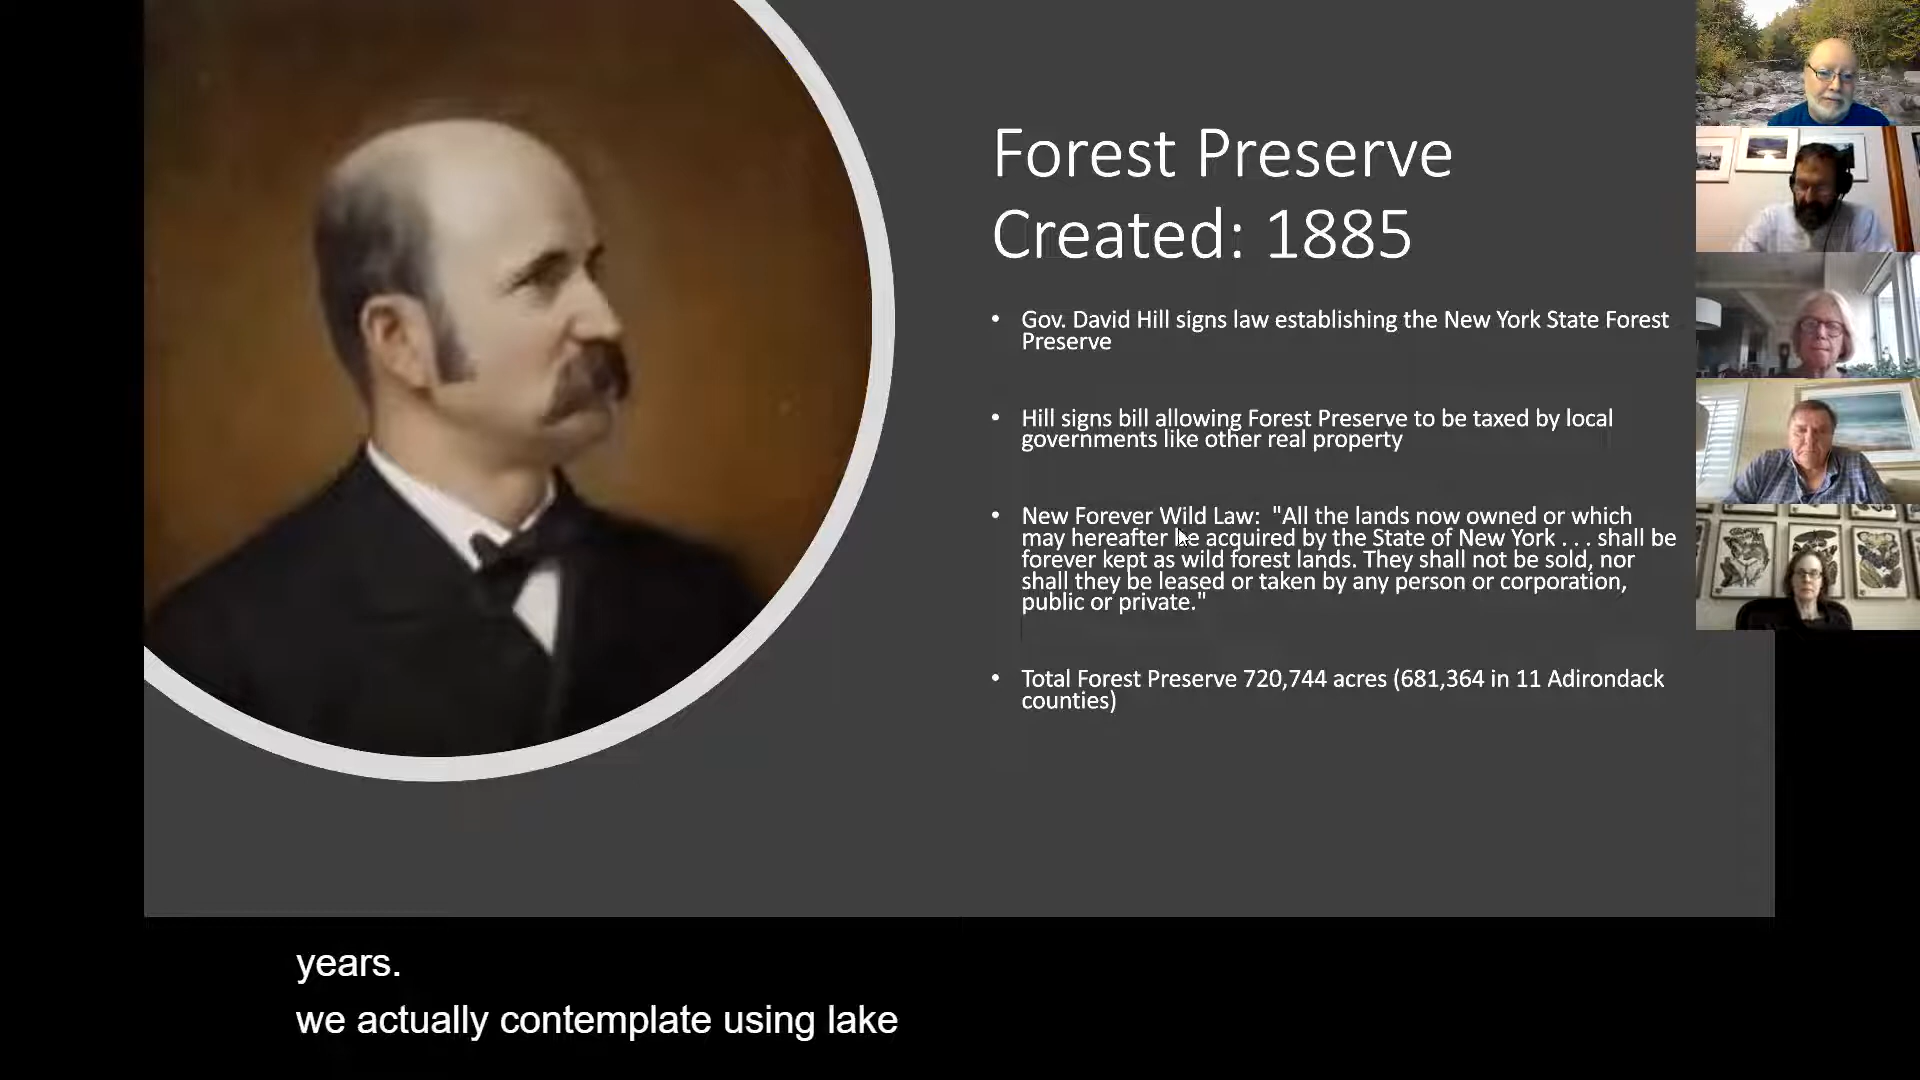 Forest Preserve
Created: 1885
• Gov. David Hill signs law establishing the New York State Forest
Preserve
• Hill signs bill allowing Forest Preserve to be taxed by local
governments like other real property
• New Forever Wild Law:  "All the lands now owned or which
may hereafter be acquired by the State of New York . . . shall be
forever kept as wild forest lands. They shall not be sold, nor
shall they be leased or taken by any person or corporation,
public or private."
• Total Forest Preserve 720,744 acres (681,364 in 11 Adirondack
counties)
years.
we actually contemplate using lake